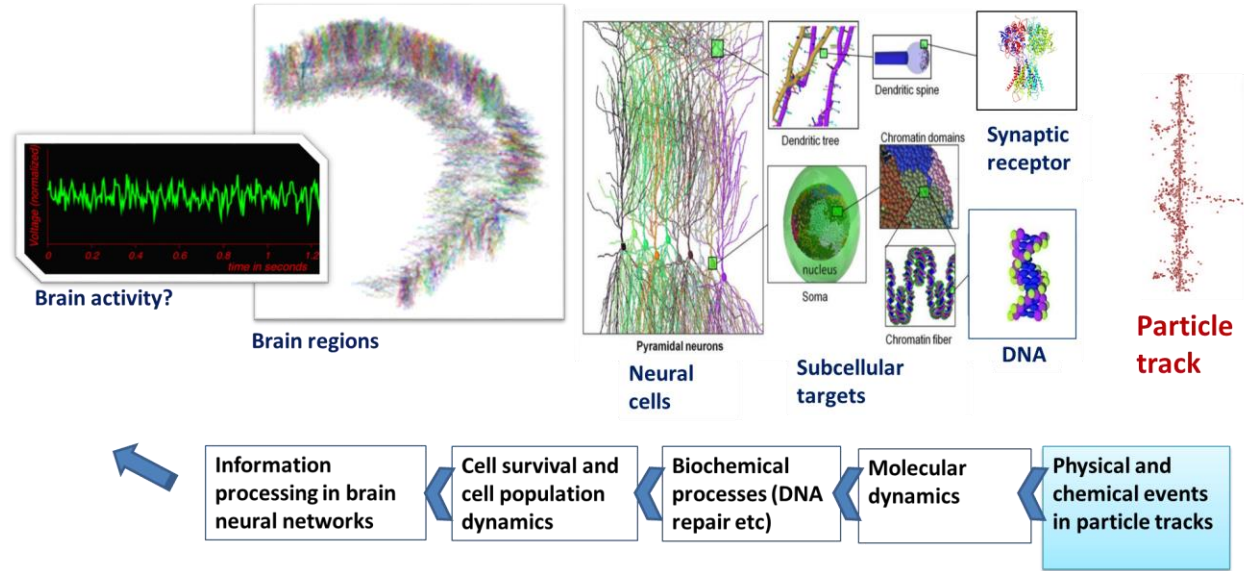 Voltage (normalized)
0 0.2 0.4 0.6 0.8 1 1.2
time in seconds
Brain activity?
Brain regions
Pyramidal neurons
Neural
cells
Dendritic tree
Dendritic spine
Synaptic
receptor
Chromatin domains
nucleus
Soma
Chromatin fiber
Subcellular
targets
DNA
Particle
track
Information
processing in brain
neural networks
Cell survival and
cell population
dynamics
Biochemical
processes (DNA
repair etc)
Molecular
dynamics
Physical and
chemical events
in particle tracks